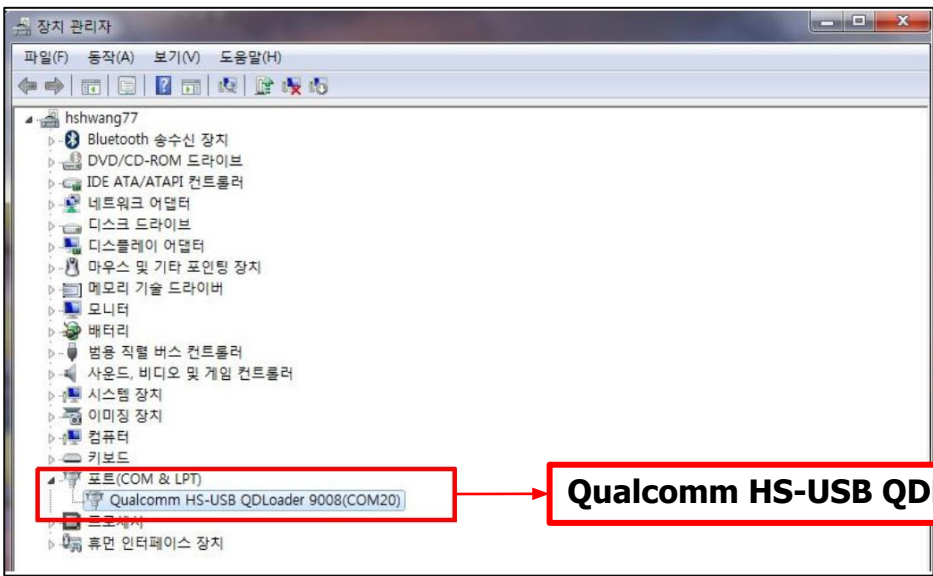 장치 관리자
파일(F) 동작(A) 보기(V) 도움말(H)
hshwang77
Bluetooth 송수신 장치
DVD/CD-ROM 드라이브
IDE ATA/ATAPI 컨트롤러
네트워크 어댑터
디스크 드라이브
디스플레이 어댑터
마우스 및 기타 포인팅 장치
메모리 기술 드라이버
모니터
배터리
범용 직렬 버스 컨트롤러
사운드, 비디오 및 게임 컨트롤러
시스템 장치
이미징 장치
컴퓨터
키보드
포트(COM & LPT)
Qualcomm HS-USB QDLoader 9008(COM20)
Qualcomm HS-USB
프로세서
휴먼 인터페이스 장치